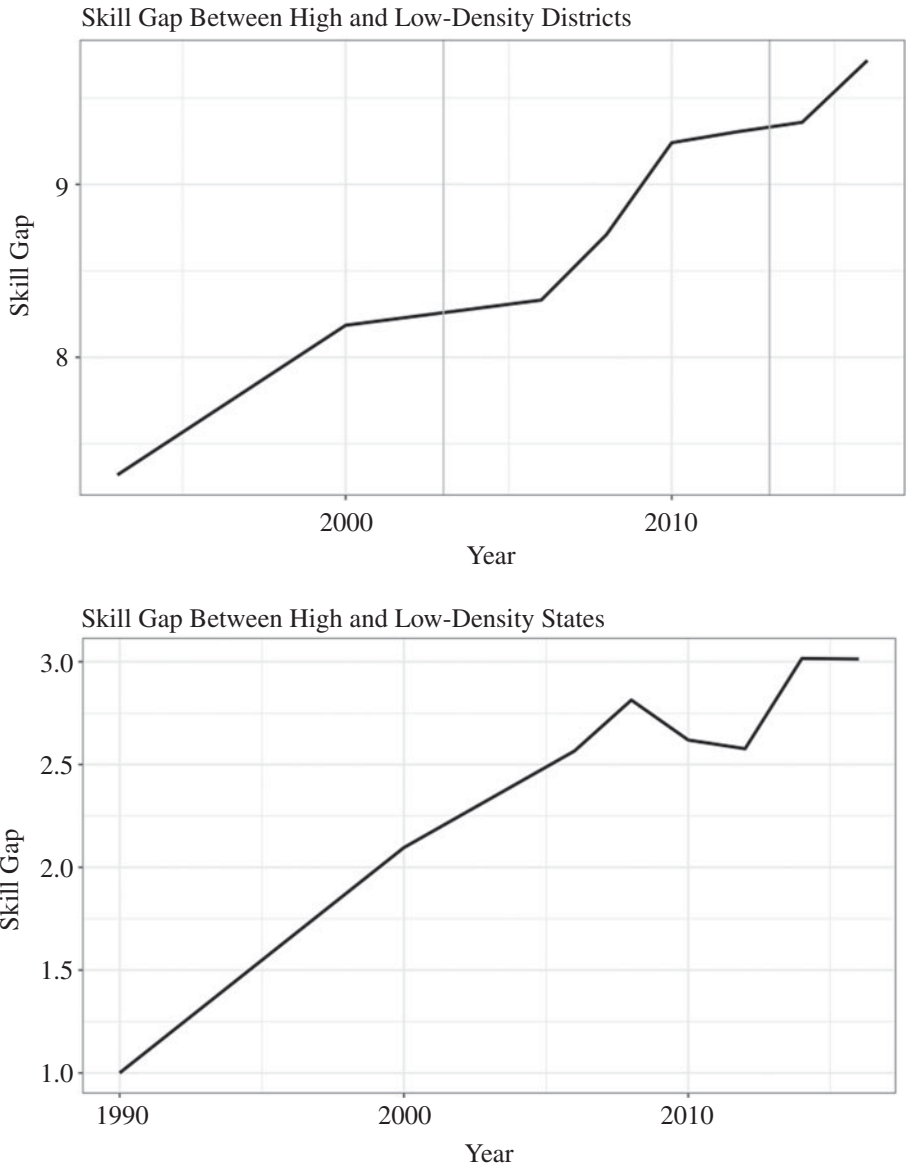 Skill Gap Between High and Low-Density Districts
9
8
Skill Gap
2000
2010
Year
Skill Gap Between High and Low-Density States
3.0
2.5
2.0
1.5
1.0
Skill Gap
1990
2000
2010
Year